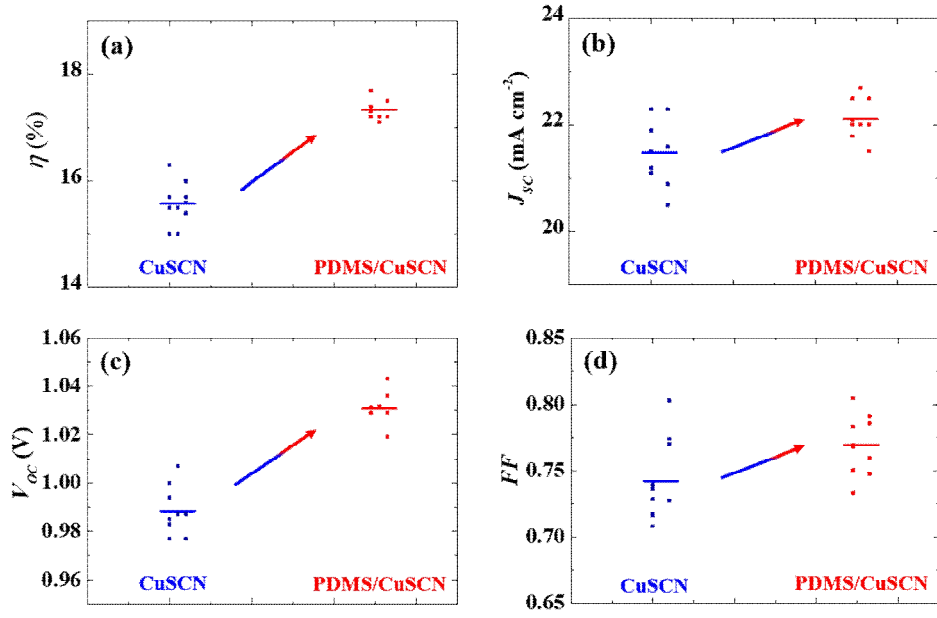 (a)
η (%)
18
16
14
CuSCN
PDMS/CuSCN
(b)
J_SC (mA cm⁻²)
24
22
20
CuSCN
PDMS/CuSCN
(c)
V_OC (V)
1.06
1.04
1.02
1.00
0.98
0.96
CuSCN
PDMS/CuSCN
(d)
FF
0.85
0.80
0.75
0.70
0.65
CuSCN
PDMS/CuSCN